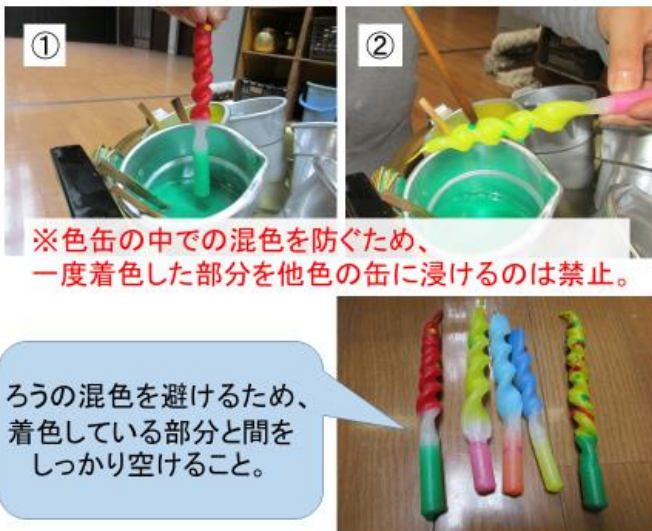 ①
②
※色缶の中での混色を防ぐため、
一度着色した部分を他色の缶に浸けるのは禁止。
ろうの混色を避けるため、
着色している部分と間を
しっかり空けること。